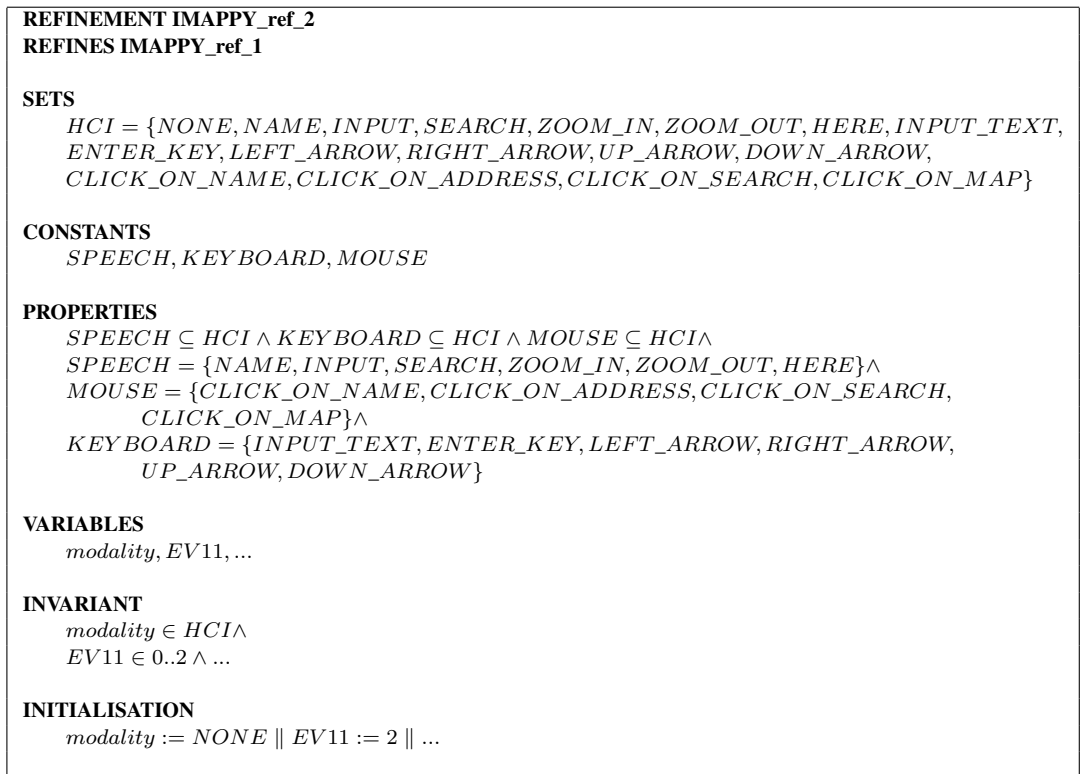 REFINEMENT IMAPPY_ref_2
REFINES IMAPPY_ref_1
SETS
HCI = {NONE, NAME, INPUT, SEARCH, ZOOM_IN, ZOOM_OUT, HERE, INPUT_TEXT,
ENTER_KEY, LEFT_ARROW, RIGHT_ARROW, UP_ARROW, DOWN_ARROW,
CLICK_ON_NAME, CLICK_ON_ADDRESS, CLICK_ON_SEARCH, CLICK_ON_MAP}
CONSTANTS
SPEECH, KEYBOARD, MOUSE
PROPERTIES
SPEECH ⊆ HCI ∧ KEYBOARD ⊆ HCI ∧ MOUSE ⊆ HCI∧
SPEECH = {NAME, INPUT, SEARCH, ZOOM_IN, ZOOM_OUT, HERE}∧
MOUSE = {CLICK_ON_NAME, CLICK_ON_ADDRESS, CLICK_ON_SEARCH,
CLICK_ON_MAP}∧
KEYBOARD = {INPUT_TEXT, ENTER_KEY, LEFT_ARROW, RIGHT_ARROW,
UP_ARROW, DOWN_ARROW}
VARIABLES
modality, EV11, ...
INVARIANT
modality ∈ HCI∧
EV11 ∈ 0..2 ∧ ...
INITIALISATION
modality := NONE ∥ EV11 := 2 ∥ ...